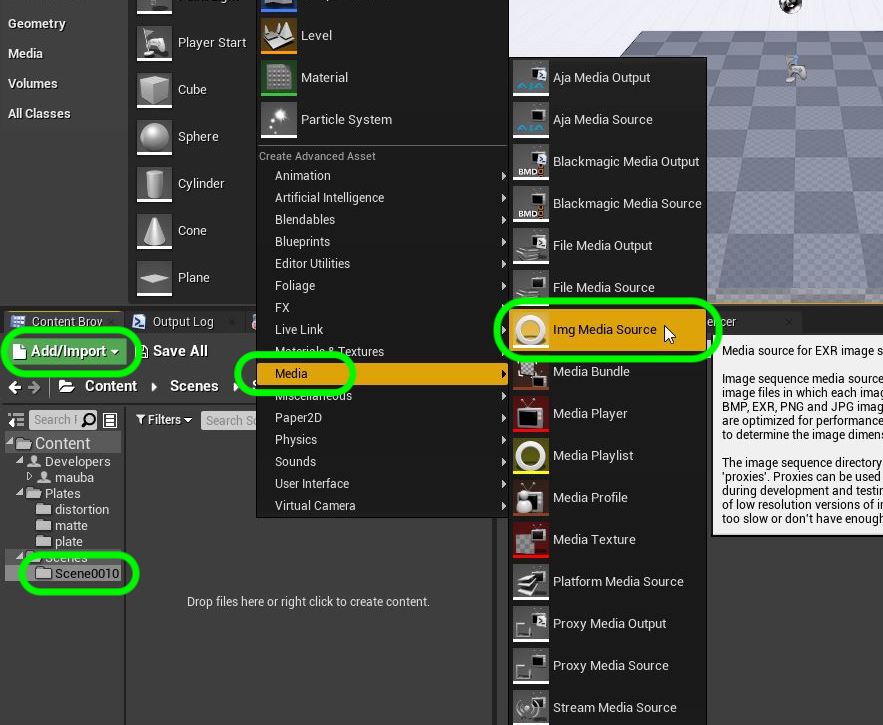 Geometry
Media
Volumes
All Classes
Player Start
Cube
Sphere
Cylinder
Cone
Plane
Level
Material
Particle System
Create Advanced Asset
Animation
Artificial Intelligence
Blendables
Blueprints
Editor Utilities
Foliage
FX
Live Link
Materials & Textures
Media
Miscellaneous
Paper2D
Physics
Sounds
User Interface
Virtual Camera
Aja Media Output
Aja Media Source
BMD Blackmagic Media Output
BMD Blackmagic Media Source
File Media Output
File Media Source
Img Media Source
Media Bundle
Media Player
Media Playlist
Media Profile
Media Texture
Platform Media Source
Proxy Media Output
Proxy Media Source
Stream Media Source
encer
Media source for EXR image s
Image sequence media source
image files in which each imag
BMP, EXR, PNG and JPG imag
are optimized for performance
to determine the image dimens
The image sequence directory
'proxies'. Proxies can be used
during development and testin
of low resolution versions of i
too slow or don't have enough
Content Brov
Output Log
Add/Import
Save All
Content
Scenes
S
Search F
Filters
Search Sc
Content
Developers
mauba
Plates
distortion
matte
plate
Scenes
Scene0010
Drop files here or right click to create content.